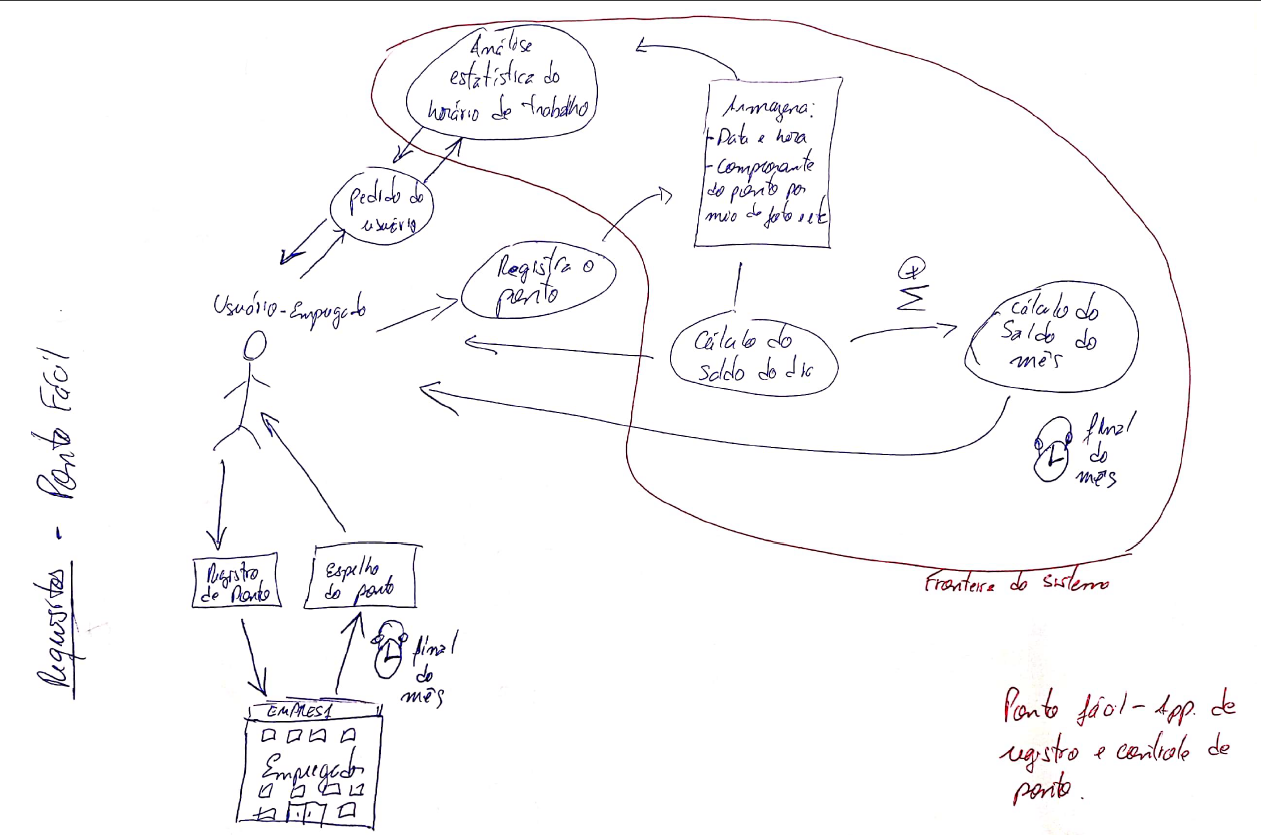 Requisitos - Ponto Fácil
Análise
estatística do
horário de trabalho
pedido do
usuário
Armazena:
- Data e hora
- Comprovante
do ponto por
meio de foto etc
Registra o
ponto
Usuário-Empregado
Cálculo do
saldo do dia
+
Σ
Cálculo do
Saldo do
mês
final
do
mês
Fronteira do Sistema
Registro
de Ponto
Espelho
do ponto
final
do
mês
EMPRESA
Empregador
Ponto fácil - App. de
registro e controle de
ponto.